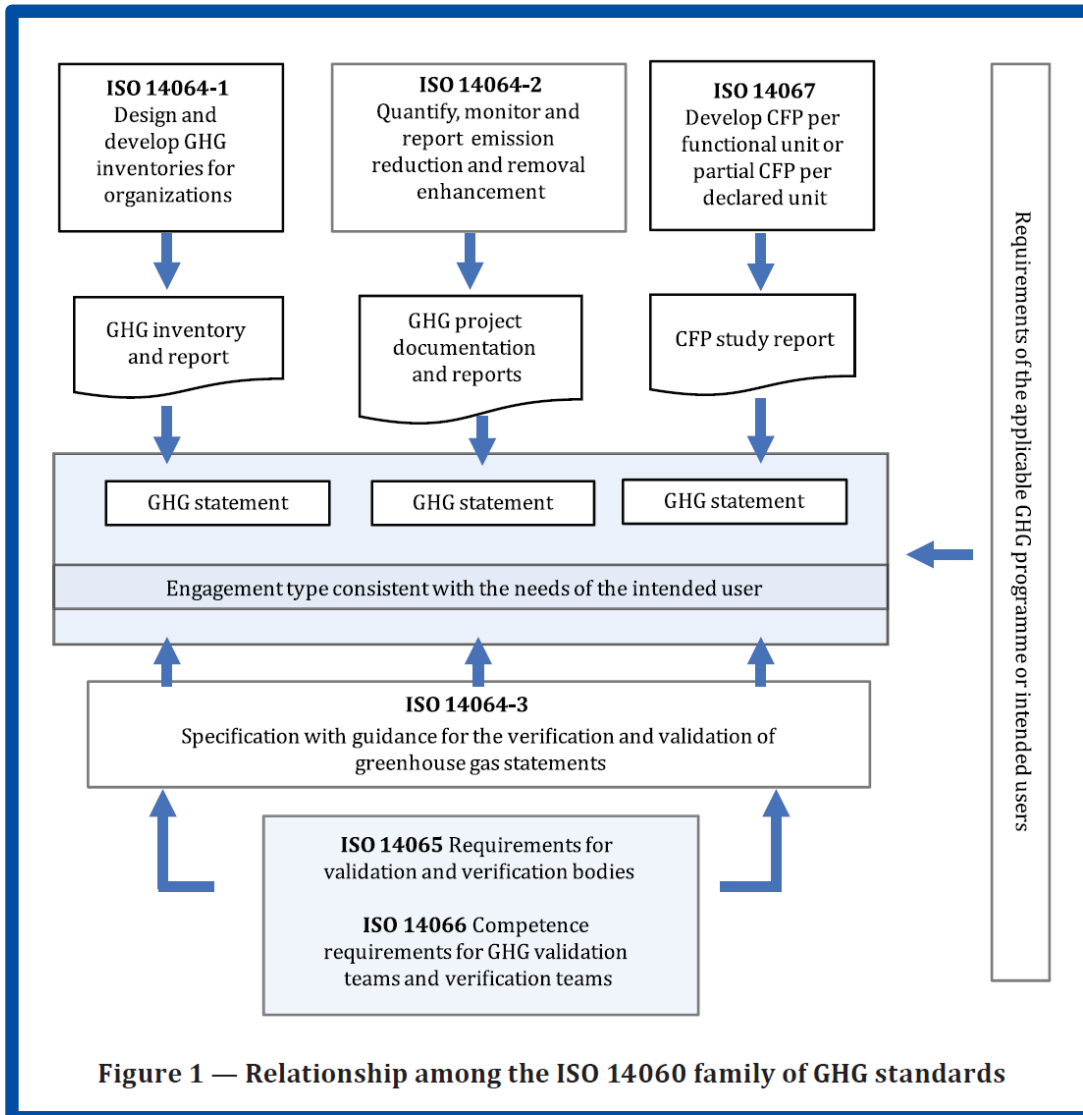 ISO 14064-1
Design and
develop GHG
inventories for
organizations
ISO 14064-2
Quantify, monitor and
report emission
reduction and removal
enhancement
ISO 14067
Develop CFP per
functional unit or
partial CFP per
declared unit
GHG inventory
and report
GHG project
documentation
and reports
CFP study report
GHG statement
GHG statement
GHG statement
Engagement type consistent with the needs of the intended user
ISO 14064-3
Specification with guidance for the verification and validation of
greenhouse gas statements
ISO 14065 Requirements for
validation and verification bodies
ISO 14066 Competence
requirements for GHG validation
teams and verification teams
Requirements of the applicable GHG programme or intended users
Figure 1 — Relationship among the ISO 14060 family of GHG standards